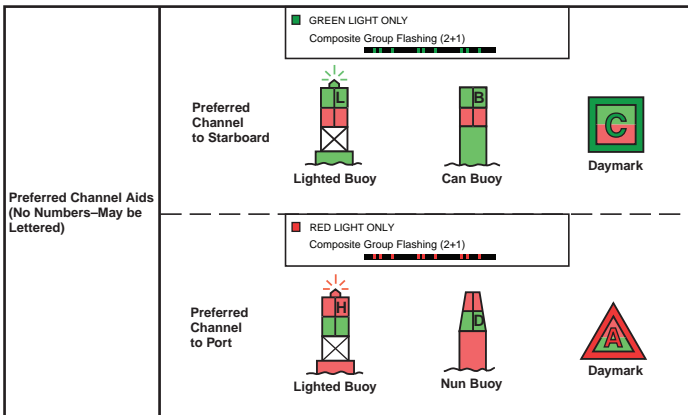 GREEN LIGHT ONLY
Composite Group Flashing (2+1)
Preferred
Channel
to Starboard
L
B
C
Lighted Buoy
Can Buoy
Daymark
Preferred Channel Aids
(No Numbers–May be
Lettered)
RED LIGHT ONLY
Composite Group Flashing (2+1)
Preferred
Channel
to Port
H
D
A
Lighted Buoy
Nun Buoy
Daymark